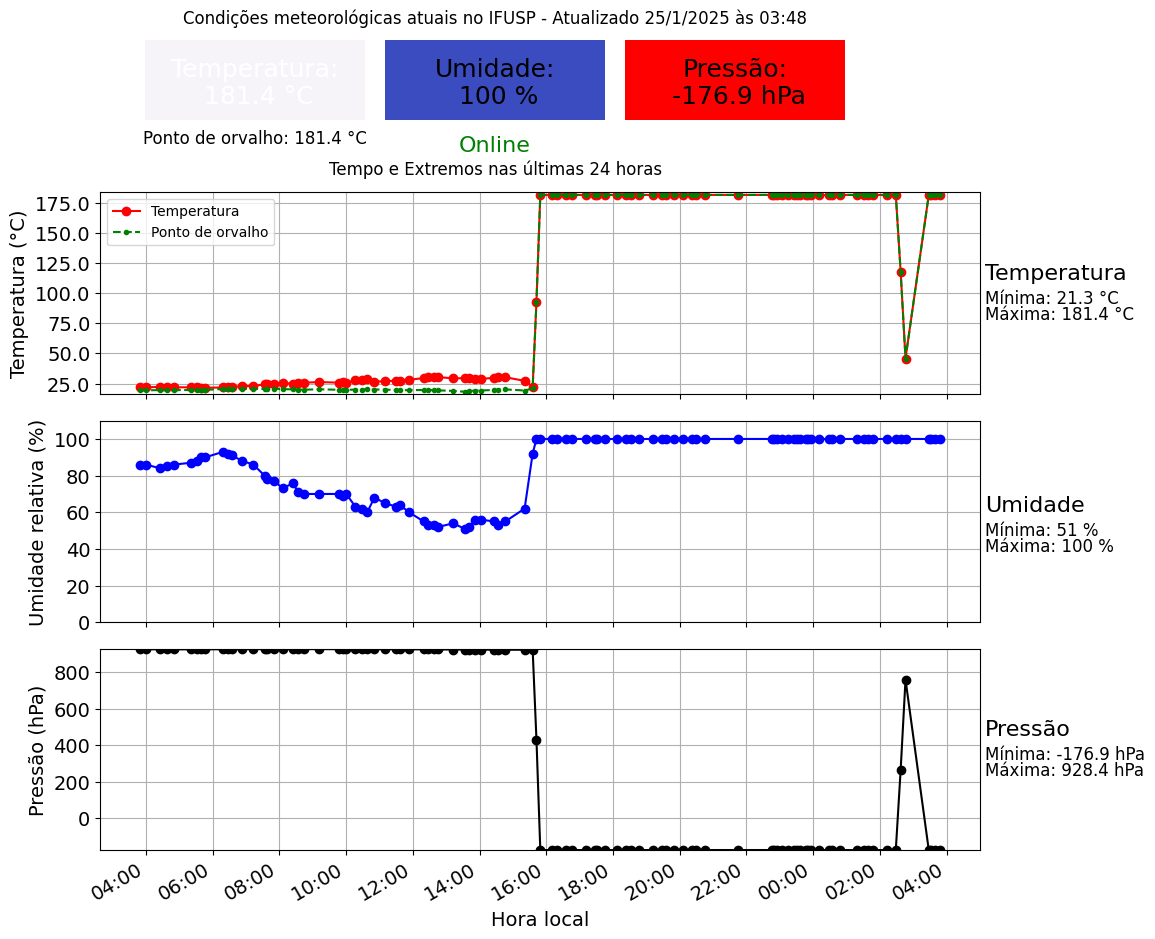 Condições meteorológicas atuais no IFUSP - Atualizado 25/1/2025 às 03:48
Temperatura:
181.4 °C
Umidade:
100 %
Pressão:
-176.9 hPa
Ponto de orvalho: 181.4 °C
Online
Tempo e Extremos nas últimas 24 horas
Temperatura (°C)
175.0
150.0
125.0
100.0
75.0
50.0
25.0
Temperatura
Ponto de orvalho
Temperatura
Mínima: 21.3 °C
Máxima: 181.4 °C
Umidade relativa (%)
100
80
60
40
20
0
Umidade
Mínima: 51 %
Máxima: 100 %
Pressão (hPa)
800
600
400
200
0
Pressão
Mínima: -176.9 hPa
Máxima: 928.4 hPa
04:00 06:00 08:00 10:00 12:00 14:00 16:00 18:00 20:00 22:00 00:00 02:00 04:00
Hora local